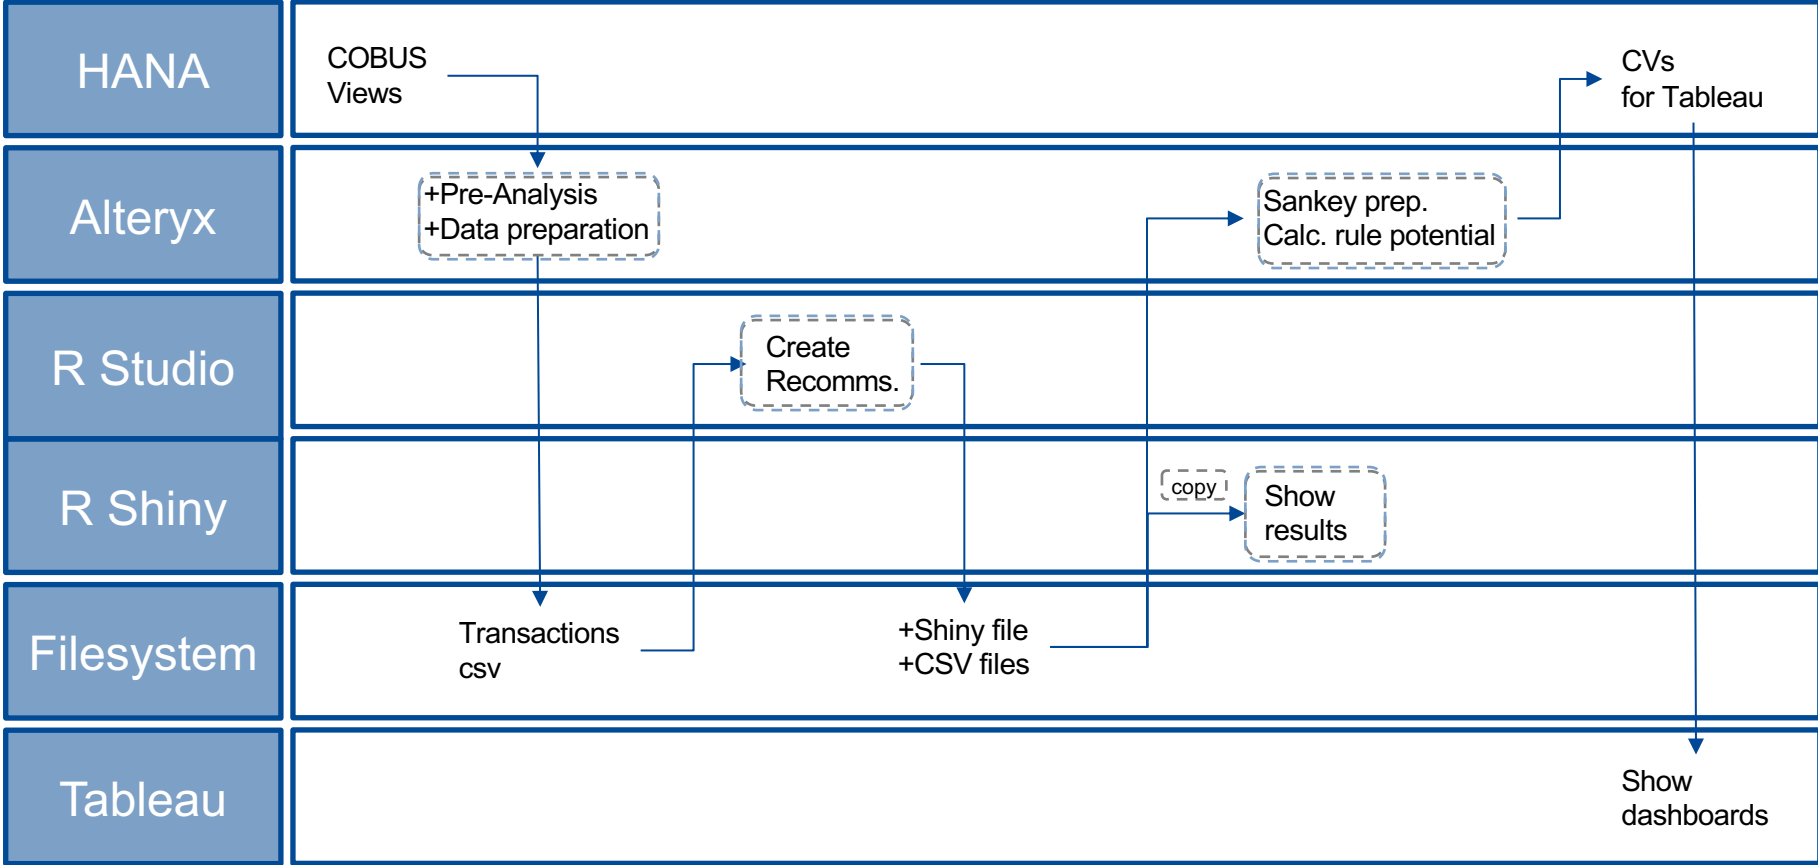 HANA
COBUS
Views
CVs
for Tableau
Alteryx
+Pre-Analysis
+Data preparation
Sankey prep.
Calc. rule potential
R Studio
Create
Recomms.
R Shiny
copy
Show
results
Filesystem
Transactions
csv
+Shiny file
+CSV files
Tableau
Show
dashboards